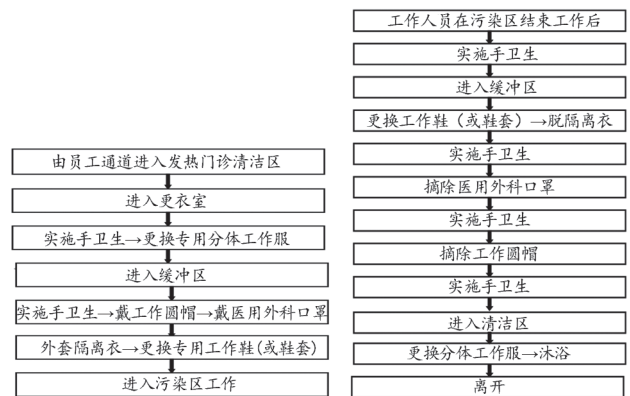 由员工通道进入发热门诊清洁区
进入更衣室
实施手卫生→更换专用分体工作服
进入缓冲区
实施手卫生→戴工作圆帽→戴医用外科口罩
外套隔离衣→更换专用工作鞋(或鞋套)
进入污染区工作
工作人员在污染区结束工作后
实施手卫生
进入缓冲区
更换工作鞋（或鞋套）→脱隔离衣
实施手卫生
摘除医用外科口罩
实施手卫生
摘除工作圆帽
实施手卫生
进入清洁区
更换分体工作服→沐浴
离开